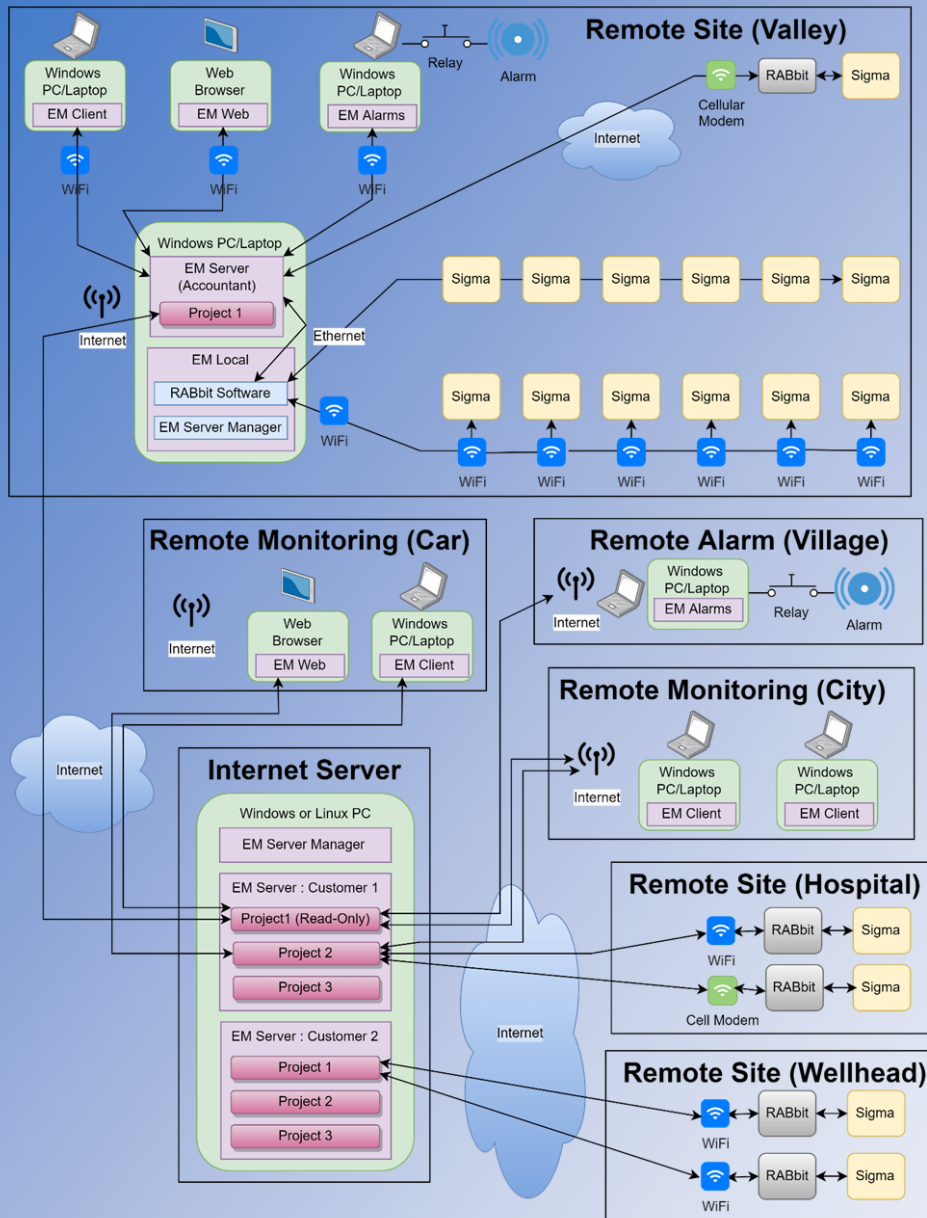 Remote Site (Valley)
Windows
PC/Laptop
EM Client
WiFi
Web
Browser
EM Web
WiFi
Windows
PC/Laptop
EM Alarms
WiFi
Relay
Alarm
Cellular
Modem
RABbit
Sigma
Internet
Windows PC/Laptop
EM Server
(Accountant)
Project 1
Internet
Ethernet
EM Local
RABbit Software
EM Server Manager
WiFi
Sigma
Sigma
Sigma
Sigma
Sigma
Sigma
Sigma
Sigma
Sigma
Sigma
Sigma
Sigma
WiFi
WiFi
WiFi
WiFi
WiFi
WiFi
Remote Monitoring (Car)
Internet
Web
Browser
EM Web
Windows
PC/Laptop
EM Client
Remote Alarm (Village)
Internet
Windows
PC/Laptop
EM Alarms
Relay
Alarm
Remote Monitoring (City)
Internet
Windows
PC/Laptop
EM Client
Windows
PC/Laptop
EM Client
Internet
Internet Server
Windows or Linux PC
EM Server Manager
EM Server : Customer 1
Project1 (Read-Only)
Project 2
Project 3
EM Server : Customer 2
Project 1
Project 2
Project 3
Internet
Remote Site (Hospital)
WiFi
RABbit
Sigma
Cell Modem
RABbit
Sigma
Remote Site (Wellhead)
WiFi
RABbit
Sigma
WiFi
RABbit
Sigma